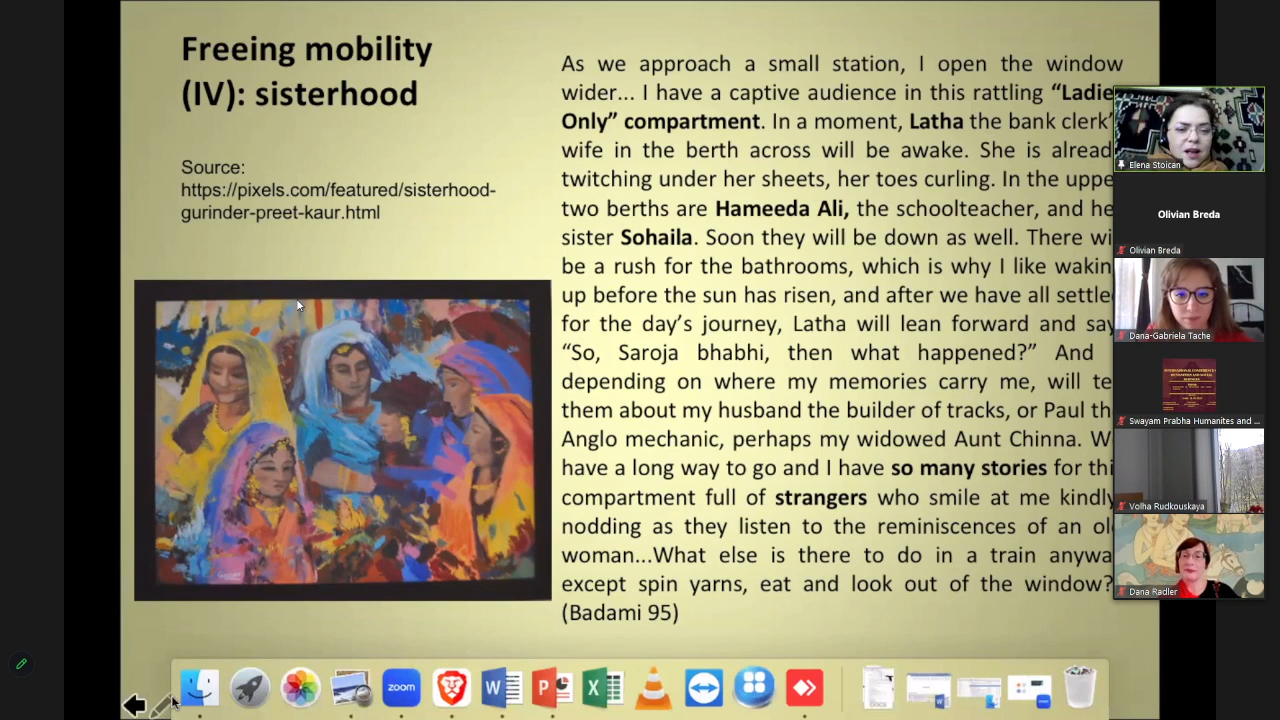 Freeing mobility
(IV): sisterhood
Source:
https://pixels.com/featured/sisterhood-
gurinder-preet-kaur.html
As we approach a small station, I open the window
wider... I have a captive audience in this rattling “Ladie
Only” compartment. In a moment, Latha the bank clerk’
wife in the berth across will be awake. She is alread
twitching under her sheets, her toes curling. In the uppe
two berths are Hameeda Ali, the schoolteacher, and he
sister Sohaila. Soon they will be down as well. There wi
be a rush for the bathrooms, which is why I like wakin
up before the sun has risen, and after we have all settle
for the day’s journey, Latha will lean forward and say
“So, Saroja bhabhi, then what happened?” And
depending on where my memories carry me, will te
them about my husband the builder of tracks, or Paul th
Anglo mechanic, perhaps my widowed Aunt Chinna. W
have a long way to go and I have so many stories for thi
compartment full of strangers who smile at me kindly
nodding as they listen to the reminiscences of an ol
woman...What else is there to do in a train anywa
except spin yarns, eat and look out of the window?
(Badami 95)
Elena Stoican
Olivian Breda
Olivian Breda
Dana-Gabriela Tache
Swayam Prabha Humanites and ...
Volha Rudkouskaya
Dana Radler
zoom
W
P
X
DOCX